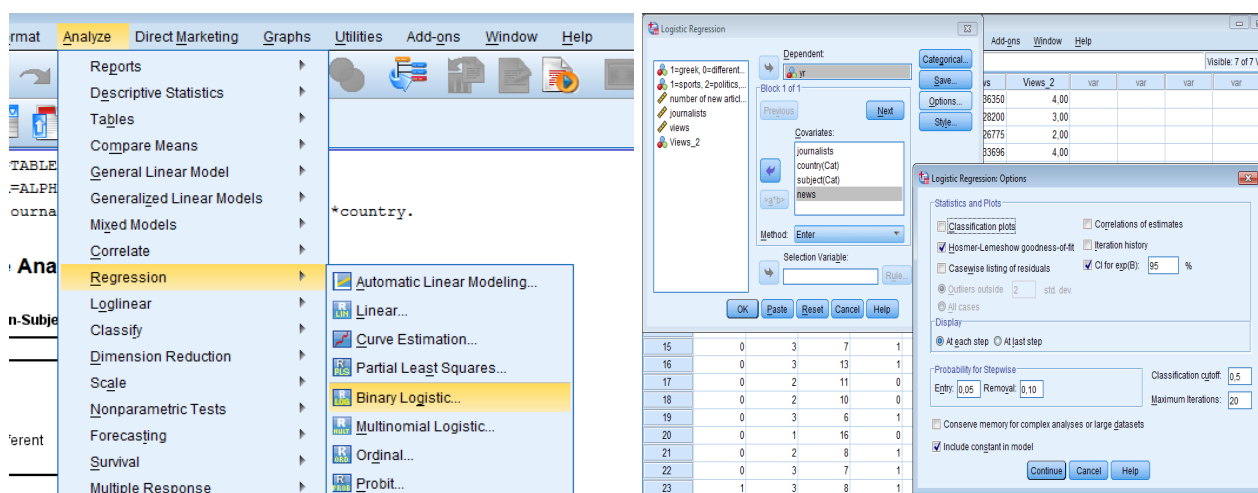 rmat Analyze Direct Marketing Graphs Utilities Add-ons Window Help
Reports
Descriptive Statistics
Tables
Compare Means
General Linear Model
Generalized Linear Models
Mixed Models
Correlate
Regression
Loglinear
Classify
Dimension Reduction
Scale
Nonparametric Tests
Forecasting
Survival
Multiple Response
TABLE
=ALPH
ourna
*country.
Ana
n-Subje
ferent
Automatic Linear Modeling...
Linear...
Curve Estimation...
Partial Least Squares...
Binary Logistic...
Multinomial Logistic...
Ordinal...
Probit...
Logistic Regression
1=greek, 0=different...
1=sports, 2=politics,...
number of new articl...
journalists
views
Views_2
Dependent:
yr
Block 1 of 1
Previous
Next
Covariates:
journalists
country(Cat)
subject(Cat)
news
>a*b>
Method: Enter
Selection Variable:
Rule...
OK Paste Reset Cancel Help
Categorical...
Save...
Options...
Style...
Add-ons Window Help
Visible: 7 of 7 V
vs Views_2 var var var var
36350 4,00
28200 3,00
26775 2,00
33696 4,00
15 0 3 7 1
16 0 3 13 1
17 0 2 11 0
18 0 2 10 0
19 0 3 6 1
20 0 1 16 0
21 0 2 8 1
22 0 3 7 1
23 1 3 8 1
Logistic Regression: Options
Statistics and Plots
Classification plots
Correlations of estimates
Hosmer-Lemeshow goodness-of-fit
Iteration history
Casewise listing of residuals
CI for exp(B): 95 %
Outliers outside 2 std. dev.
All cases
Display
At each step At last step
Probability for Stepwise
Entry: 0,05 Removal: 0,10
Classification cutoff: 0,5
Maximum Iterations: 20
Conserve memory for complex analyses or large datasets
Include constant in model
Continue Cancel Help